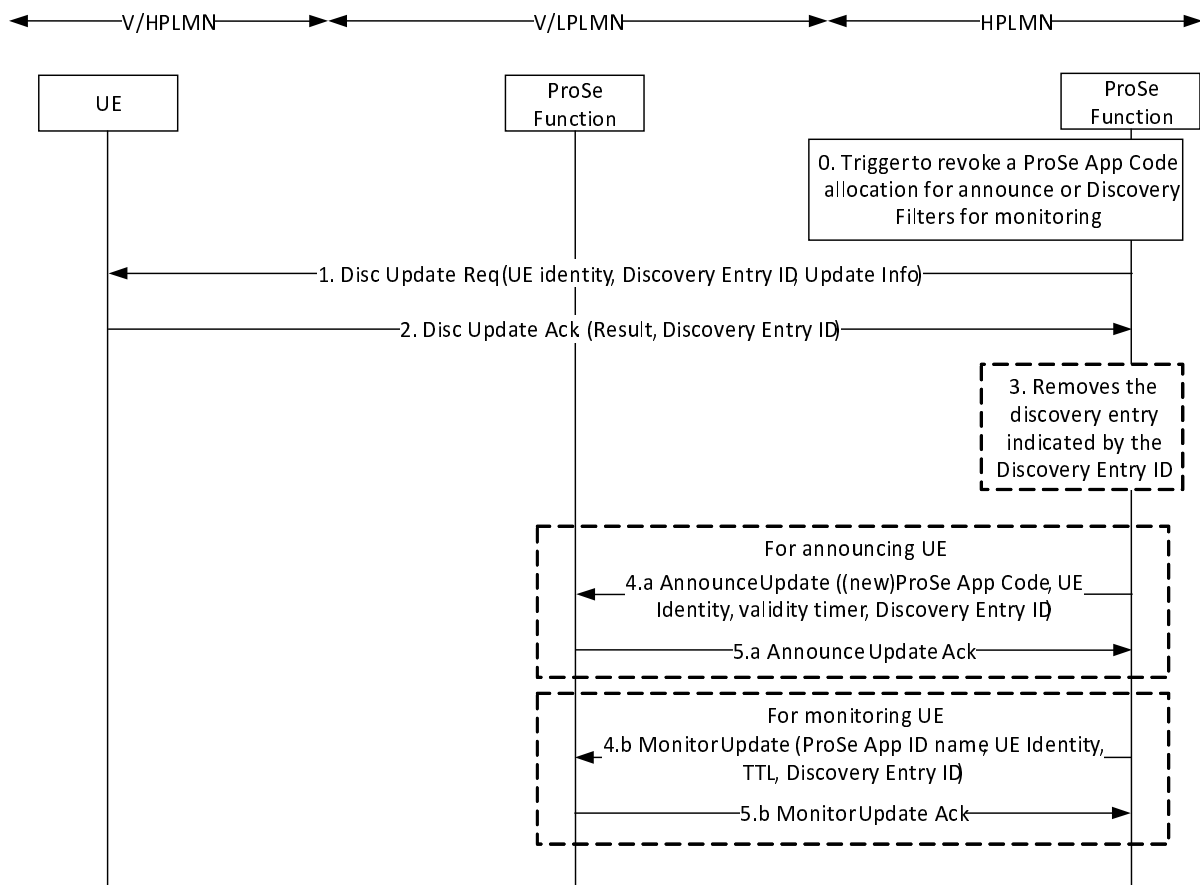 V/HPLMN
V/LPLMN
HPLMN
UE
ProSe
Function
ProSe
Function
0. Trigger to revoke a ProSe App Code
allocation for announce or Discovery
Filters for monitoring
1. Disc Update Req (UE identity, Discovery Entry ID, Update Info)
2. Disc Update Ack (Result, Discovery Entry ID)
3. Removes the
discovery entry
indicated by the
Discovery Entry ID
For announcing UE
4.a Announce Update ((new)ProSe App Code, UE
Identity, validity timer, Discovery Entry ID)
5.a Announce Update Ack
For monitoring UE
4.b Monitor Update (ProSe App ID name, UE Identity,
TTL, Discovery Entry ID)
5.b Monitor Update Ack